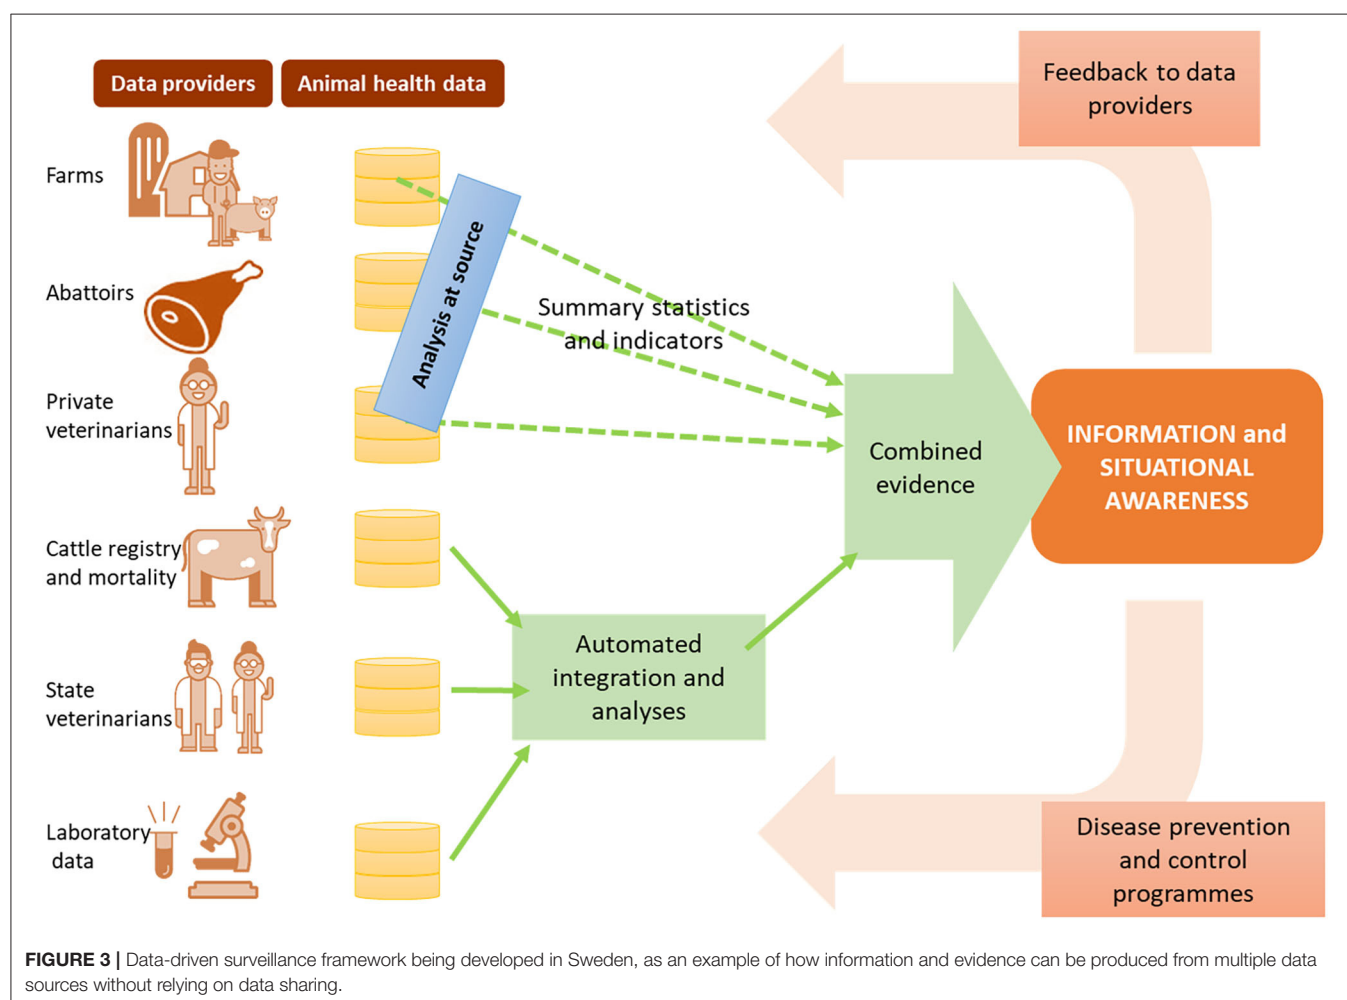 Data providers
Animal health data
Farms
Abattoirs
Private
veterinarians
Cattle registry
and mortality
State
veterinarians
Laboratory
data
Analysis at source
Summary statistics
and indicators
Automated
integration and
analyses
Combined
evidence
INFORMATION and
SITUATIONAL
AWARENESS
Feedback to data
providers
Disease prevention
and control
programmes
FIGURE 3 | Data-driven surveillance framework being developed in Sweden, as an example of how information and evidence can be produced from multiple data
sources without relying on data sharing.